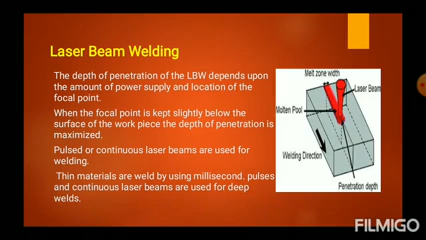 Laser Beam Welding
The depth of penetration of the LBW depends upon
the amount of power supply and location of the
focal point.
When the focal point is kept slightly below the
surface of the work piece the depth of penetration is
maximized.
Pulsed or continuous laser beams are used for
welding.
Thin materials are weld by using millisecond. pulses
and continuous laser beams are used for deep
welds.
Melt zone width
Laser Beam
Molten Pool
Welding Direction
Penetration depth
FILMIGO